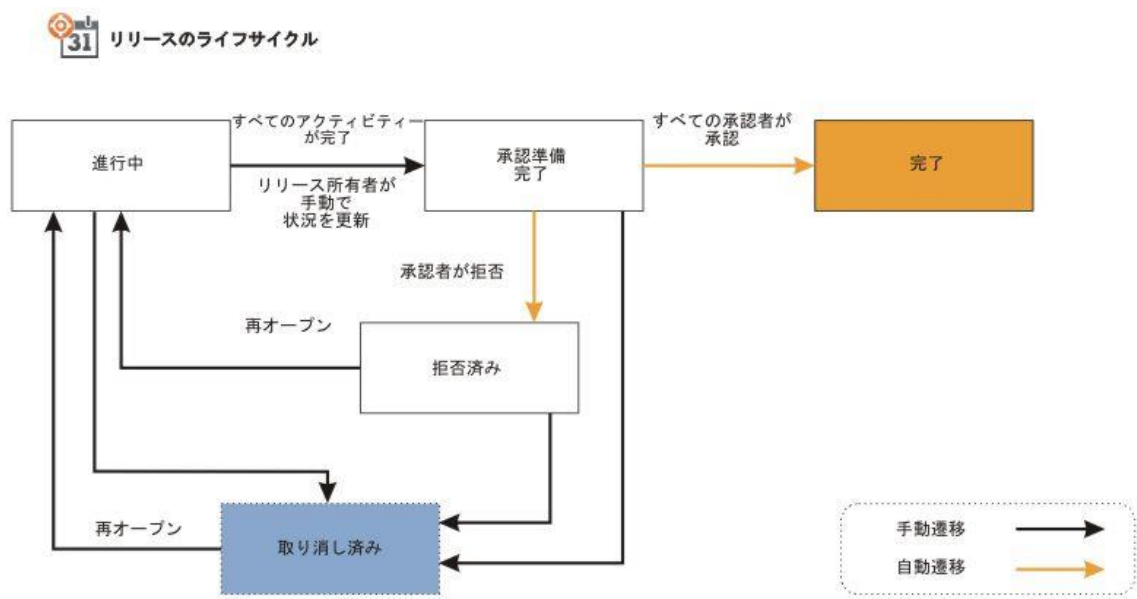 31
リリースのライフサイクル
すべてのアクティビティー
が完了
すべての承認者が
承認
進行中
承認準備
完了
完了
リリース所有者が
手動で
状況を更新
承認者が拒否
再オープン
拒否済み
再オープン
取り消し済み
手動遷移
自動遷移